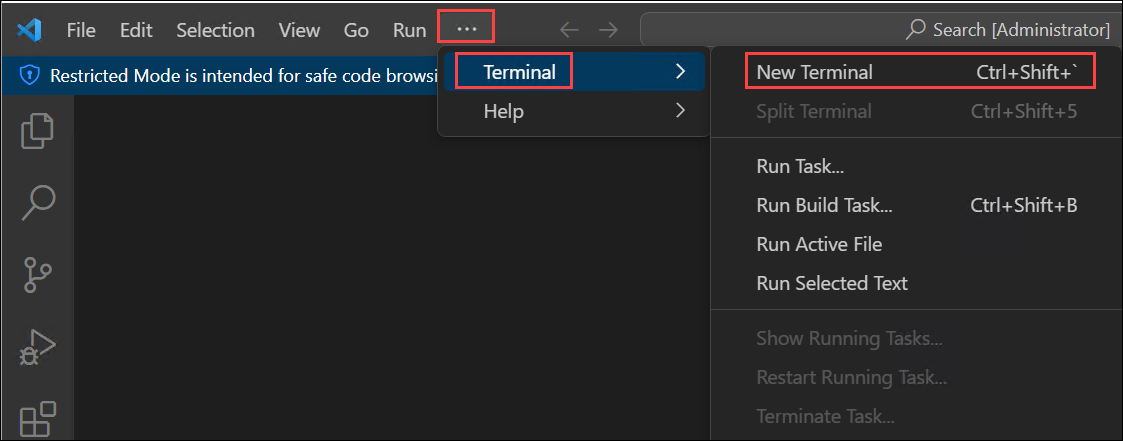 File Edit Selection View Go Run ... Search [Administrator]
Restricted Mode is intended for safe code browsi
Terminal
Help
New Terminal Ctrl+Shift+`
Split Terminal Ctrl+Shift+5
Run Task...
Run Build Task... Ctrl+Shift+B
Run Active File
Run Selected Text
Show Running Tasks...
Restart Running Task...
Terminate Task...